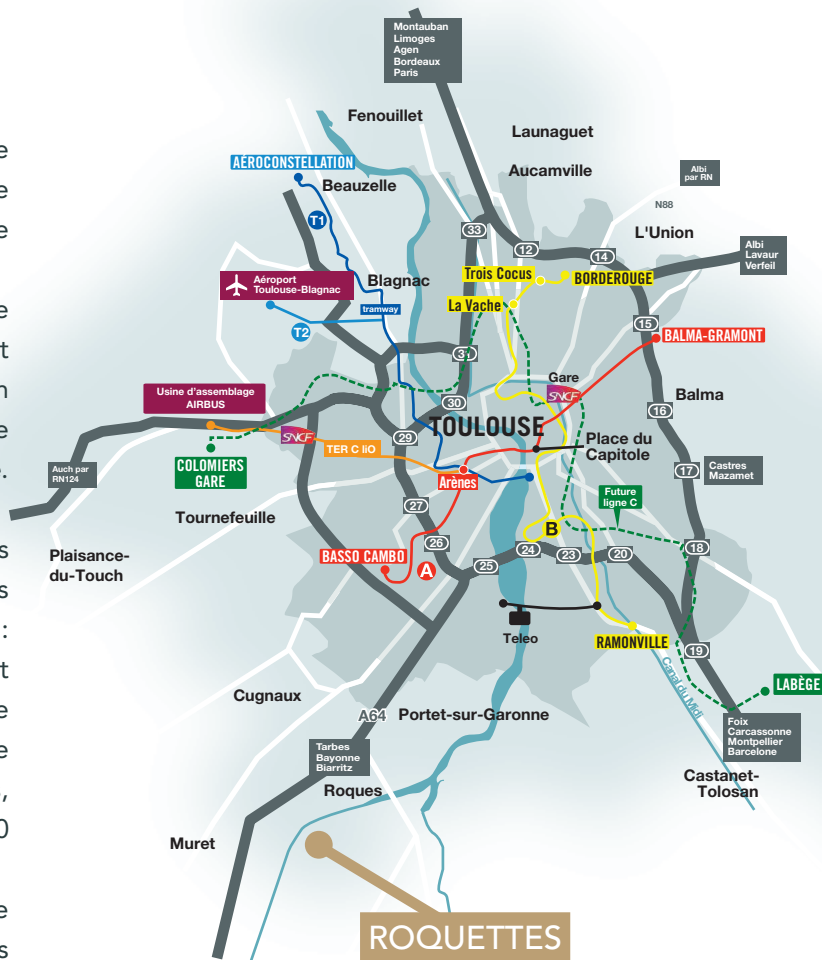 e
e
e
e
t
n
e
e.
s
s
:
t
e
e
,
0
e
s
Montauban
Limoges
Agen
Bordeaux
Paris
Fenouillet
Launaguet
Aucamville
AÉROCONSTELLATION
Beauzelle
T1
Albi
par RN
N88
L'Union
33
12
14
Albi
Lavaur
Verfeil
Aéroport
Toulouse-Blagnac
Blagnac
tramway
T2
Trois Cocus
BORDEROUGE
La Vache
15
BALMA-GRAMONT
31
Usine d'assemblage
AIRBUS
30
Gare
SNCF
Balma
16
SNCF
29
TOULOUSE
Place du
Capitole
TER C liO
COLOMIERS
GARE
Arènes
Auch par
RN124
17
Castres
Mazamet
27
Future
ligne C
Tournefeuille
B
26
Plaisance-
du-Touch
BASSO CAMBO
A
25
24
23
20
18
Teleo
RAMONVILLE
19
Canal du Midi
LABÈGE
Cugnaux
A64
Portet-sur-Garonne
Foix
Carcassonne
Montpellier
Barcelone
Tarbes
Bayonne
Biarritz
Castanet-
Tolosan
Roques
Muret
ROQUETTES